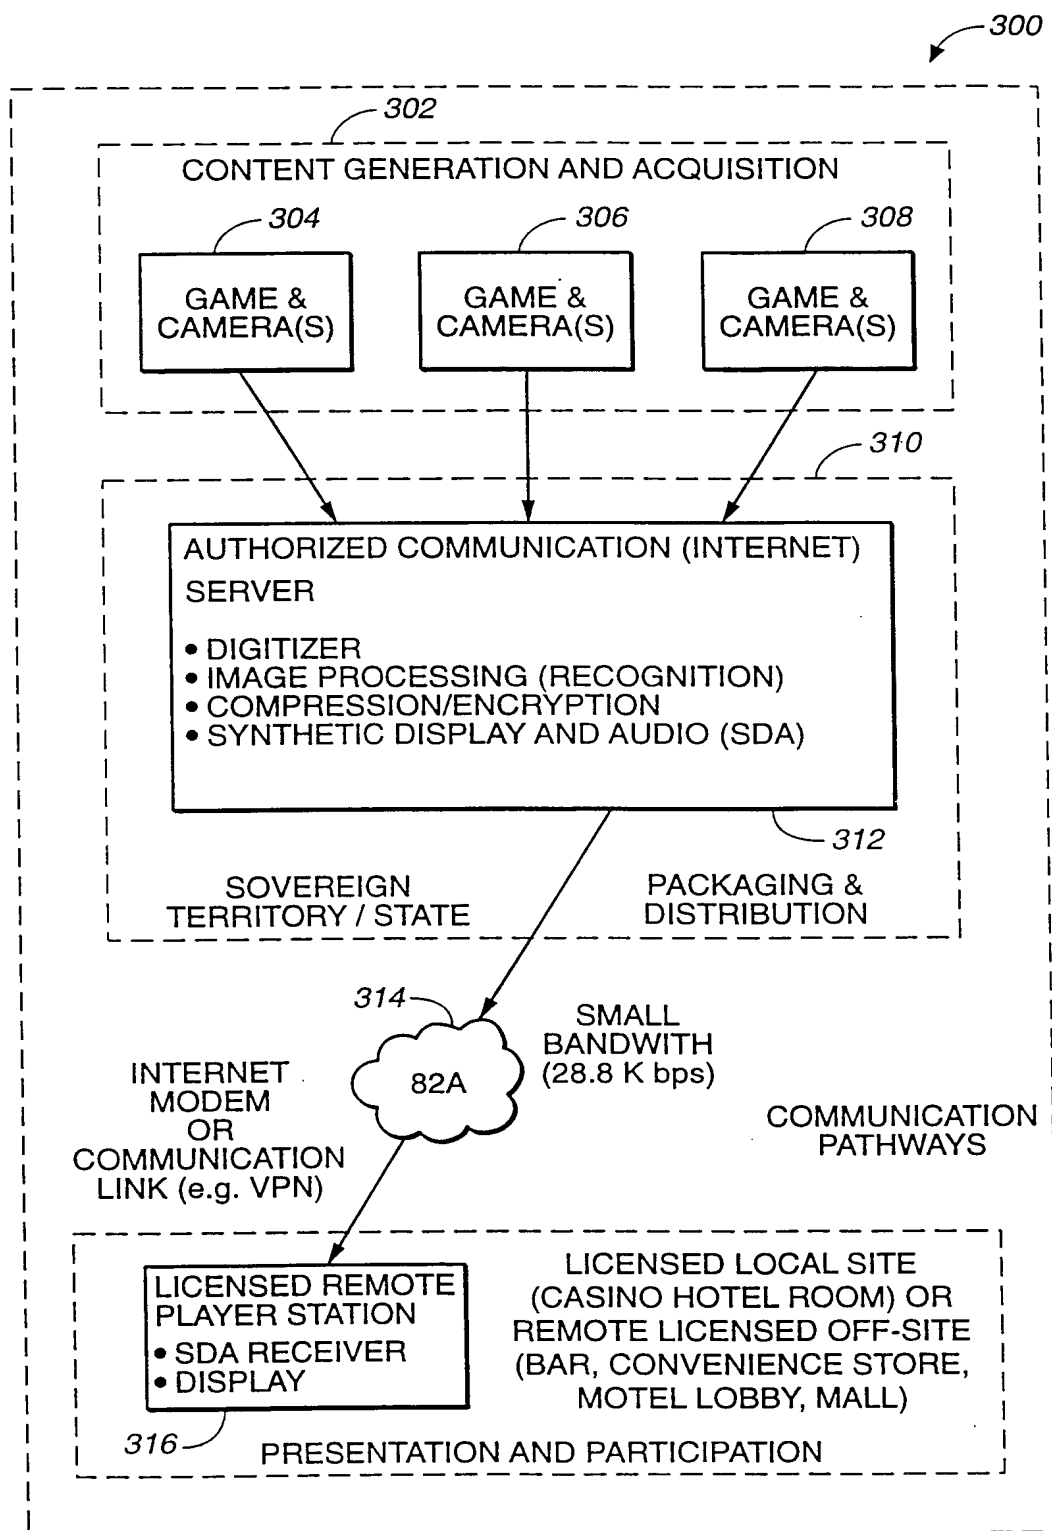 300
302
CONTENT GENERATION AND ACQUISITION
304
306
308
GAME &
CAMERA(S)
GAME &
CAMERA(S)
GAME &
CAMERA(S)
310
AUTHORIZED COMMUNICATION (INTERNET)
SERVER
• DIGITIZER
• IMAGE PROCESSING (RECOGNITION)
• COMPRESSION/ENCRYPTION
• SYNTHETIC DISPLAY AND AUDIO (SDA)
312
SOVEREIGN
TERRITORY / STATE
PACKAGING &
DISTRIBUTION
314
82A
SMALL
BANDWITH
(28.8 K bps)
INTERNET
MODEM
OR
COMMUNICATION
LINK (e.g. VPN)
COMMUNICATION
PATHWAYS
LICENSED REMOTE
PLAYER STATION
• SDA RECEIVER
• DISPLAY
316
LICENSED LOCAL SITE
(CASINO HOTEL ROOM) OR
REMOTE LICENSED OFF-SITE
(BAR, CONVENIENCE STORE,
MOTEL LOBBY, MALL)
PRESENTATION AND PARTICIPATION